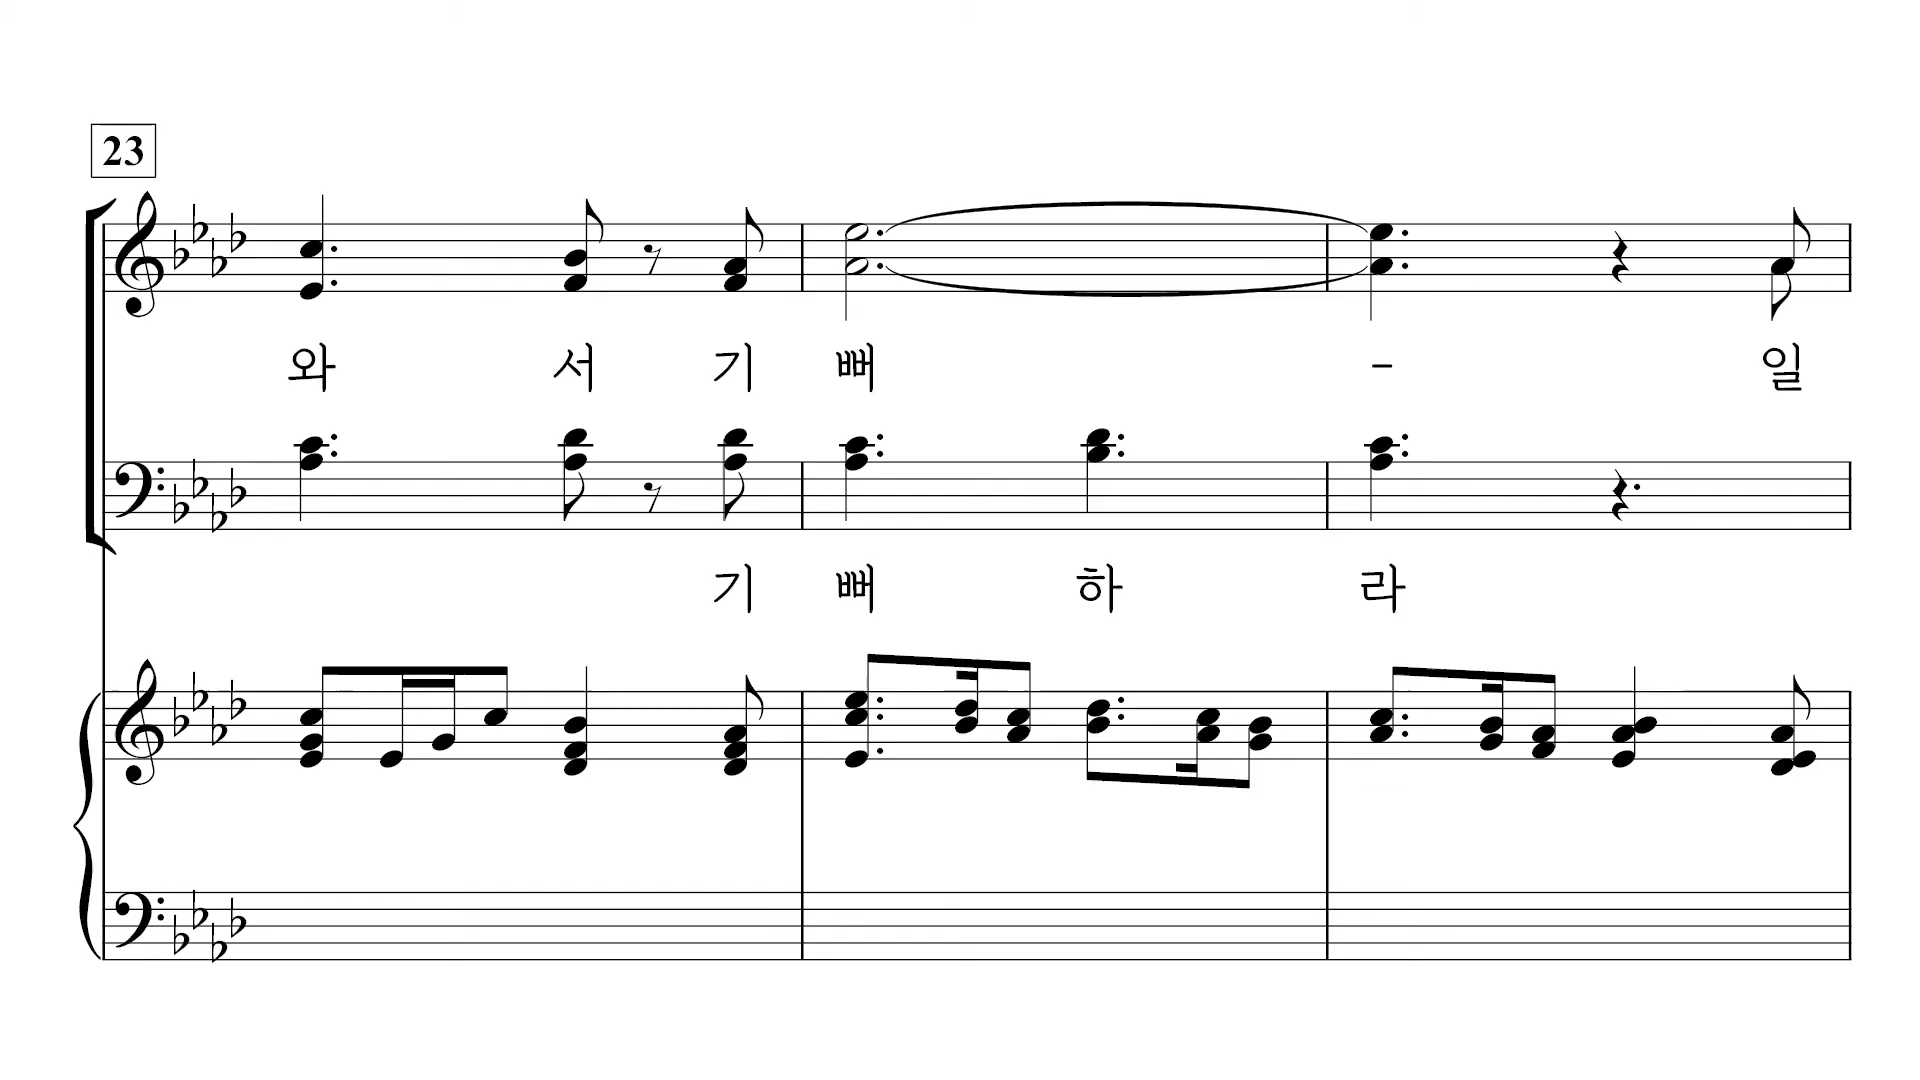 23
와 서 기 뻐 - 일
기 뻐 하 라